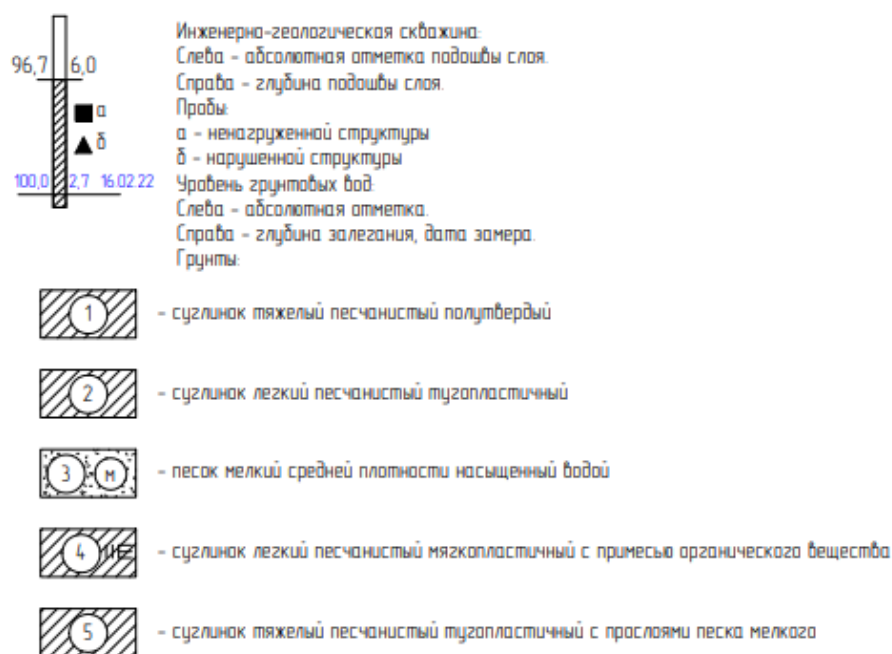 Инженерно-геологическая скважина:
Слева - абсолютная отметка подошвы слоя.
96,7 6,0
Справа - глубина подошвы слоя.
Пробы:
а
а - ненагруженной структуры
б
б - нарушенной структуры
100,0 2,7 16.02.22
Уровень грунтовых вод:
Слева - абсолютная отметка.
Справа - глубина залегания, дата замера.
Грунты:
1 - суглинок тяжелый песчанистый полутвердый
2 - суглинок легкий песчанистый тугопластичный
3 м - песок мелкий средней плотности насыщенный водой
4 - суглинок легкий песчанистый мягкопластичный с примесью органического вещества
5 - суглинок тяжелый песчанистый тугопластичный с прослоями песка мелкого